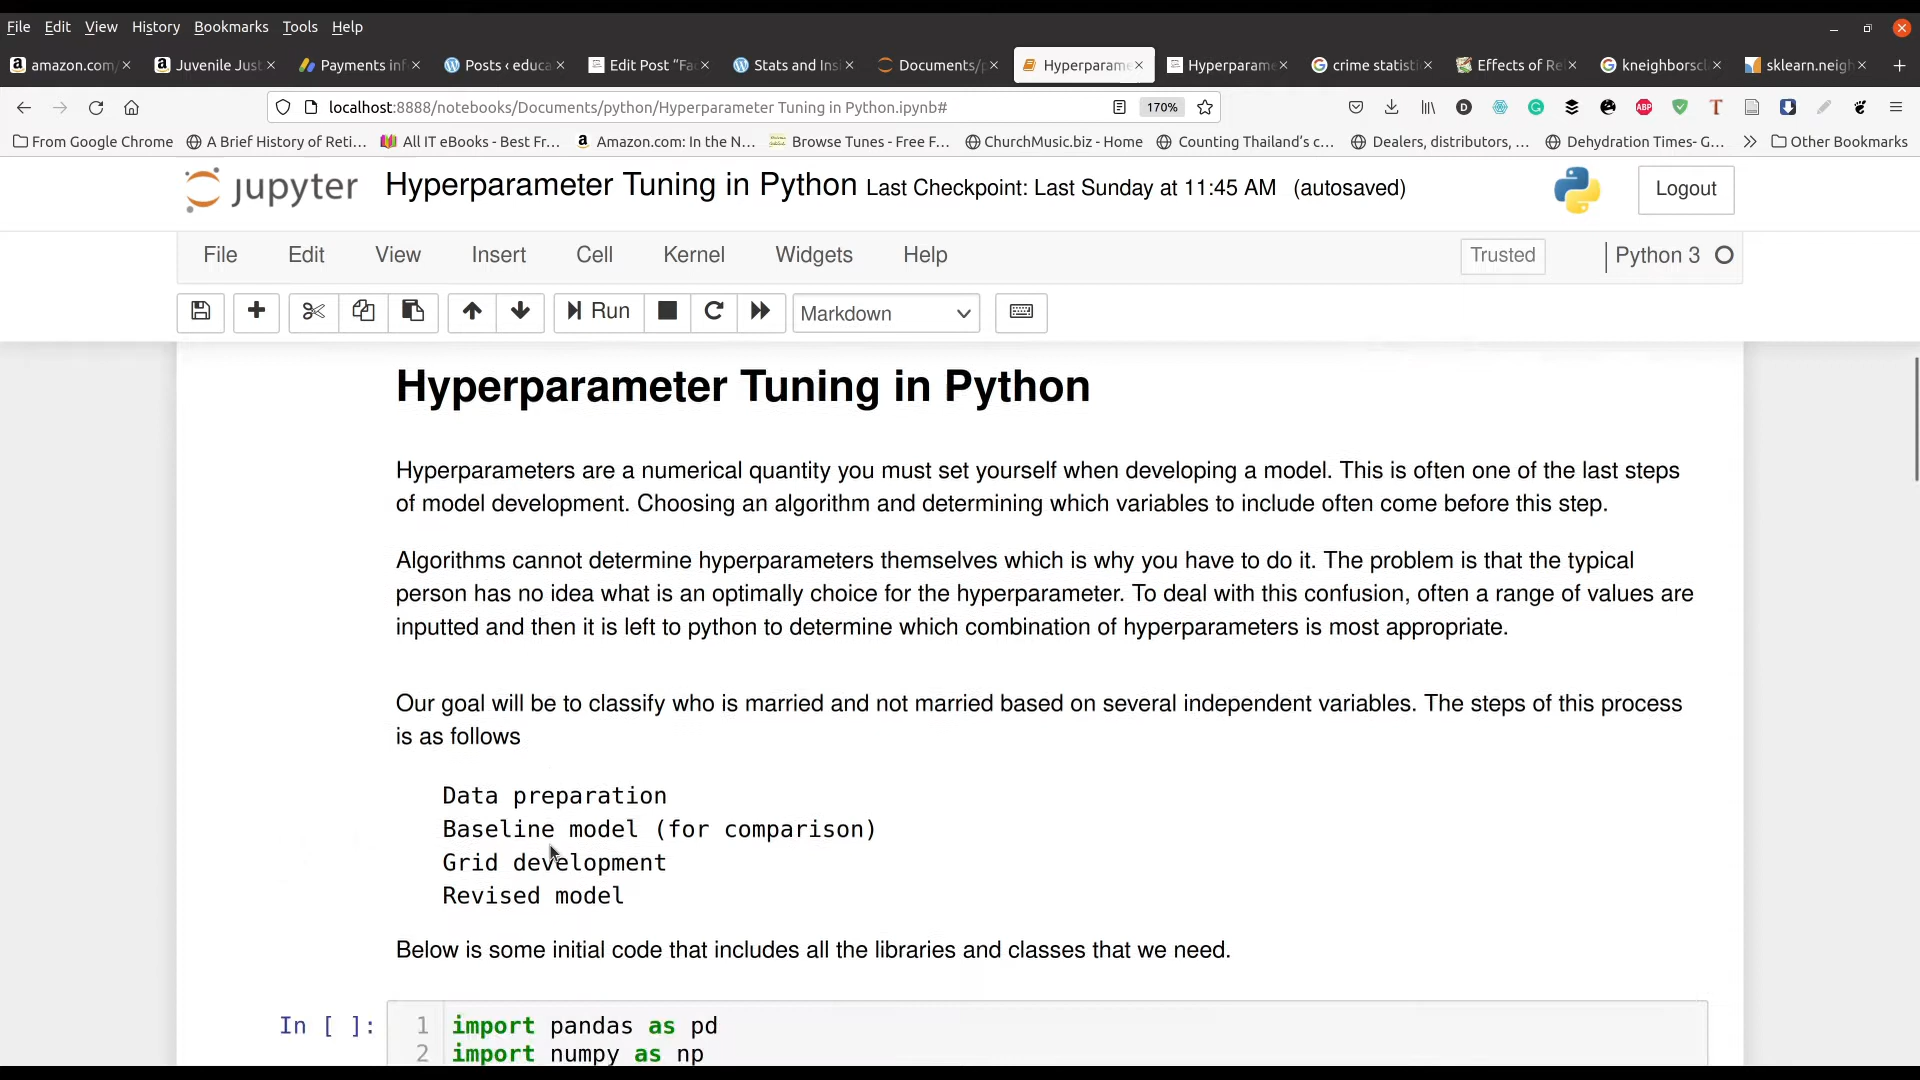 File Edit View History Bookmarks Tools Help
amazon.com/ Juvenile Just Payments inf Posts ‹ educa Edit Post “Fa Stats and Insi Documents/p Hyperparame Hyperparame crime statisti Effects of Re kneighborscl sklearn.neigh
localhost:8888/notebooks/Documents/python/Hyperparameter Tuning in Python.ipynb# 170%
From Google Chrome A Brief History of Reti... All IT eBooks - Best Fr... Amazon.com: In the N... Browse Tunes - Free F... ChurchMusic.biz - Home Counting Thailand's c... Dealers, distributors, ... Dehydration Times- G... Other Bookmarks
jupyter Hyperparameter Tuning in Python Last Checkpoint: Last Sunday at 11:45 AM (autosaved) Logout
File Edit View Insert Cell Kernel Widgets Help Trusted Python 3
Run Markdown
Hyperparameter Tuning in Python
Hyperparameters are a numerical quantity you must set yourself when developing a model. This is often one of the last steps
of model development. Choosing an algorithm and determining which variables to include often come before this step.
Algorithms cannot determine hyperparameters themselves which is why you have to do it. The problem is that the typical
person has no idea what is an optimally choice for the hyperparameter. To deal with this confusion, often a range of values are
inputted and then it is left to python to determine which combination of hyperparameters is most appropriate.
Our goal will be to classify who is married and not married based on several independent variables. The steps of this process
is as follows
Data preparation
Baseline model (for comparison)
Grid development
Revised model
Below is some initial code that includes all the libraries and classes that we need.
In [ ]: 1 import pandas as pd
2 import numpy as np